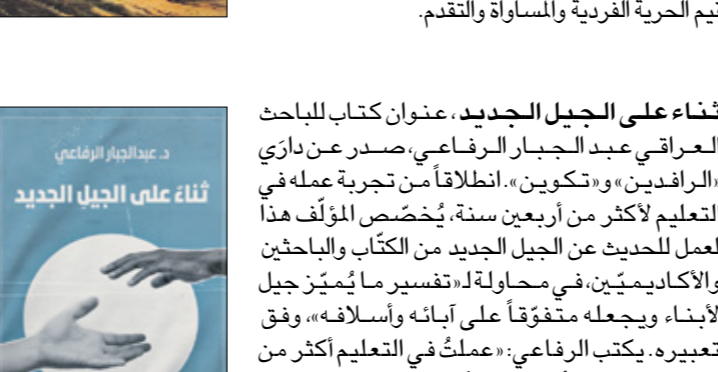 قيم الحرية الفردية والمساواة والتقدم.
ثناء على الجيل الجديد، عنوان كتاب للباحث
العراقي عبد الجبار الرفاعي، صدر عن دارَي
«الرافدين» و«تكوين». انطلاقاً من تجربة عمله في
التعليم لأكثر من أربعين سنة، يُخصّص المؤلّف هذا
العمل للحديث عن الجيل الجديد من الكتّاب والباحثين
والأكاديميّين، في محاولة لـ«تفسير ما يُميّز جيل
الأبناء ويجعله متفوّقاً على آبائه وأسلافه»، وفق
تعبيره. يكتب الرفاعي: «عملتُ في التعليم أكثر من
د. عبدالجبار الرفاعي
ثناءٌ على الجيلِ الجديد